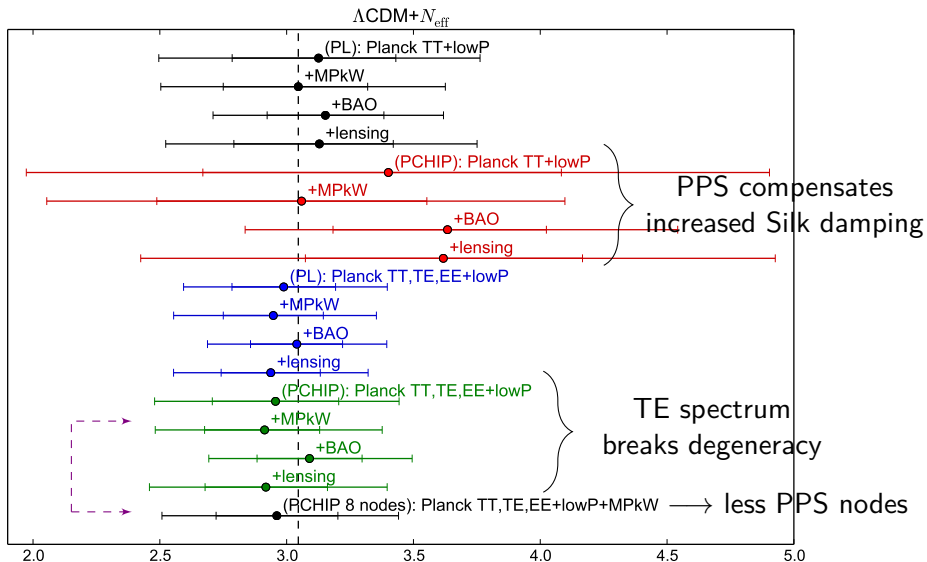 ΛCDM+N_eff
(PL): Planck TT+lowP
+MPkW
+BAO
+lensing
(PCHIP): Planck TT+lowP
+MPkW
+BAO
+lensing
PPS compensates
increased Silk damping
(PL): Planck TT,TE,EE+lowP
+MPkW
+BAO
+lensing
(PCHIP): Planck TT,TE,EE+lowP
+MPkW
+BAO
+lensing
TE spectrum
breaks degeneracy
(PCHIP 8 nodes): Planck TT,TE,EE+lowP+MPkW ⟶ less PPS nodes
2.0 2.5 3.0 3.5 4.0 4.5 5.0